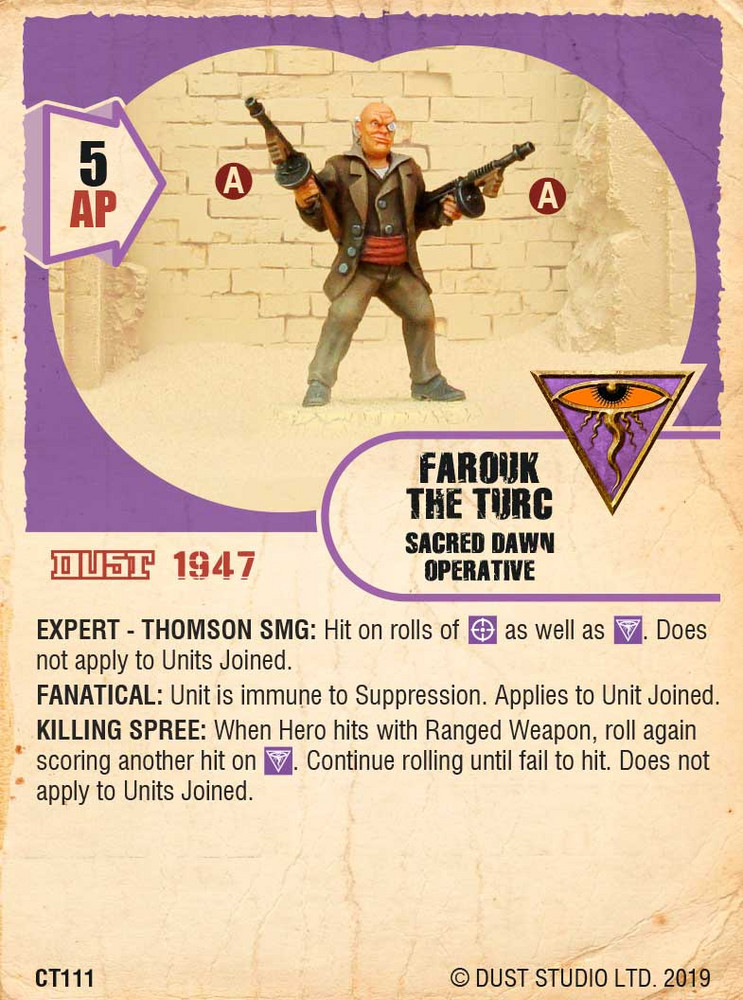 5
AP
A
A
FAROUK
THE TURC
SACRED DAWN
OPERATIVE
DUST 1947
EXPERT - THOMSON SMG: Hit on rolls of as well as . Does
not apply to Units Joined.
FANATICAL: Unit is immune to Suppression. Applies to Unit Joined.
KILLING SPREE: When Hero hits with Ranged Weapon, roll again
scoring another hit on . Continue rolling until fail to hit. Does not
apply to Units Joined.
CT111
© DUST STUDIO LTD. 2019